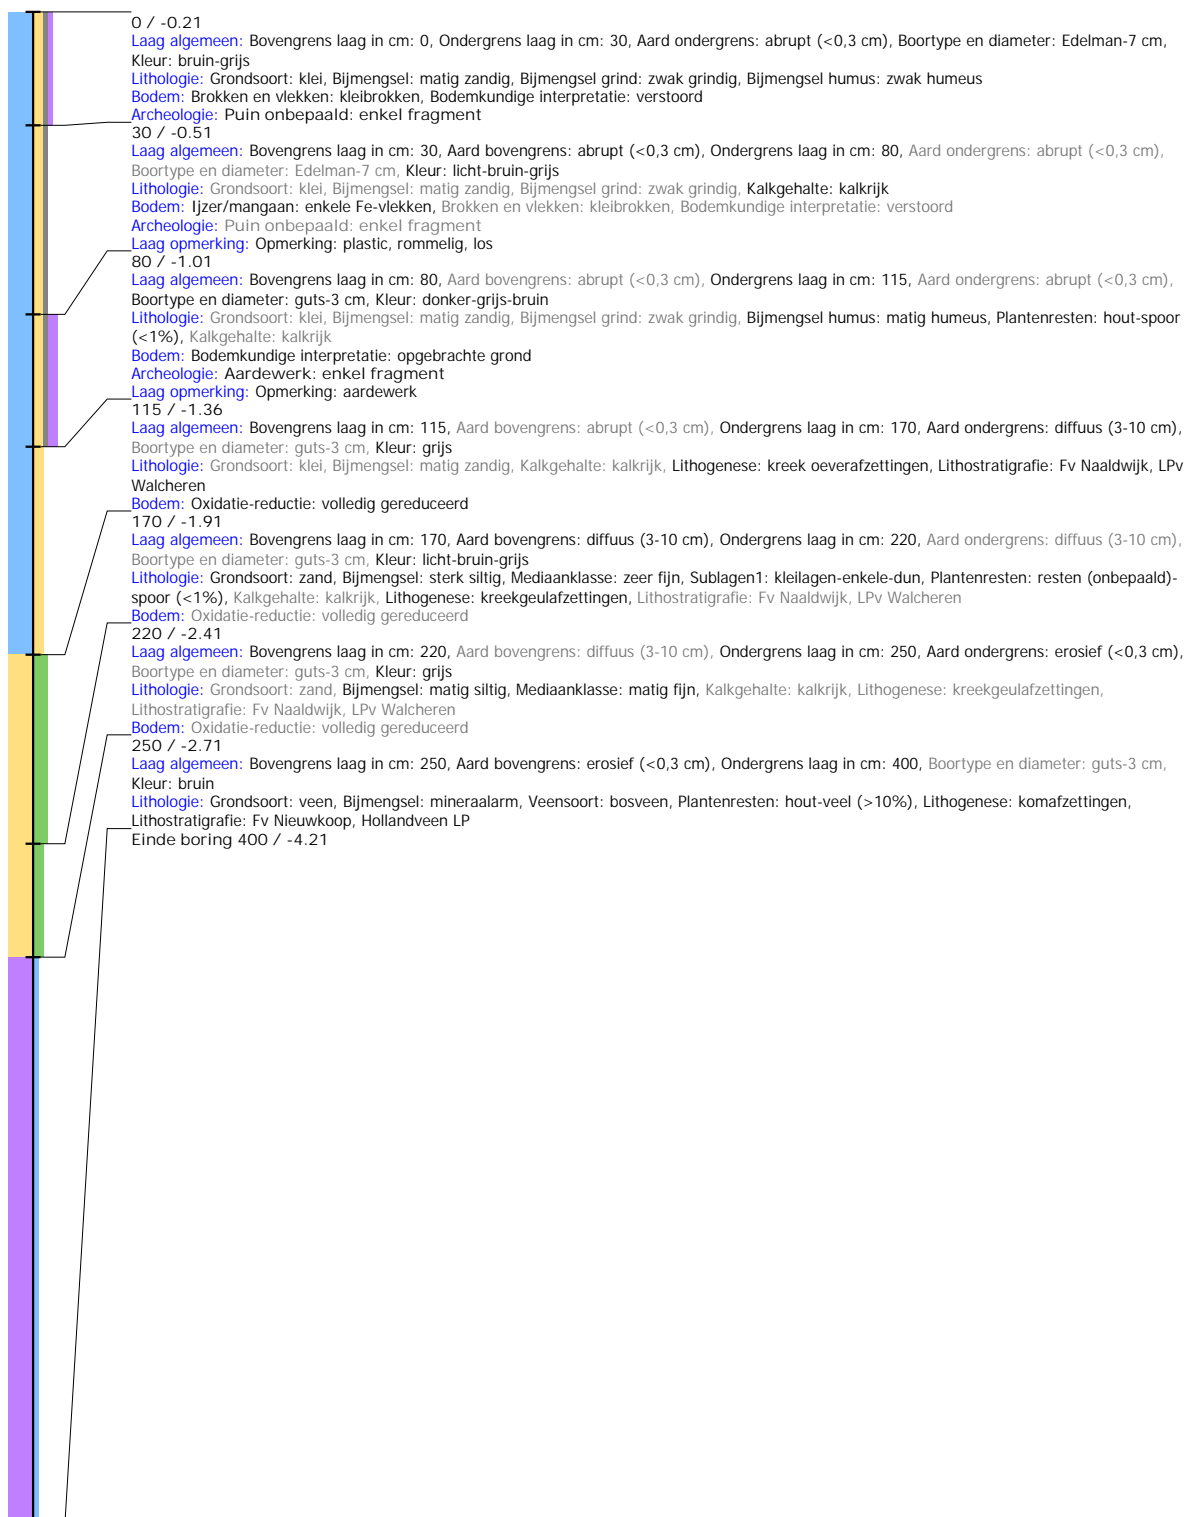 0 / -0.21
Laag algemeen: Bovengrens laag in cm: 0, Ondergrens laag in cm: 30, Aard ondergrens: abrupt (<0,3 cm), Boortype en diameter: Edelman-7 cm,
Kleur: bruin-grijs
Lithologie: Grondsoort: klei, Bijmengsel: matig zandig, Bijmengsel grind: zwak grindig, Bijmengsel humus: zwak humeus
Bodem: Brokken en vlekken: kleibrokken, Bodemkundige interpretatie: verstoord
Archeologie: Puin onbepaald: enkel fragment
30 / -0.51
Laag algemeen: Bovengrens laag in cm: 30, Aard bovengrens: abrupt (<0,3 cm), Ondergrens laag in cm: 80, Aard ondergrens: abrupt (<0,3 cm),
Boortype en diameter: Edelman-7 cm, Kleur: licht-bruin-grijs
Lithologie: Grondsoort: klei, Bijmengsel: matig zandig, Bijmengsel grind: zwak grindig, Kalkgehalte: kalkrijk
Bodem: Ijzer/mangaan: enkele Fe-vlekken, Brokken en vlekken: kleibrokken, Bodemkundige interpretatie: verstoord
Archeologie: Puin onbepaald: enkel fragment
Laag opmerking: Opmerking: plastic, rommelig, los
80 / -1.01
Laag algemeen: Bovengrens laag in cm: 80, Aard bovengrens: abrupt (<0,3 cm), Ondergrens laag in cm: 115, Aard ondergrens: abrupt (<0,3 cm),
Boortype en diameter: guts-3 cm, Kleur: donker-grijs-bruin
Lithologie: Grondsoort: klei, Bijmengsel: matig zandig, Bijmengsel grind: zwak grindig, Bijmengsel humus: matig humeus, Plantenresten: hout-spoor
(<1%), Kalkgehalte: kalkrijk
Bodem: Bodemkundige interpretatie: opgebrachte grond
Archeologie: Aardewerk: enkel fragment
Laag opmerking: Opmerking: aardewerk
115 / -1.36
Laag algemeen: Bovengrens laag in cm: 115, Aard bovengrens: abrupt (<0,3 cm), Ondergrens laag in cm: 170, Aard ondergrens: diffuus (3-10 cm),
Boortype en diameter: guts-3 cm, Kleur: grijs
Lithologie: Grondsoort: klei, Bijmengsel: matig zandig, Kalkgehalte: kalkrijk, Lithogenese: kreek oeverafzettingen, Lithostratigrafie: Fv Naaldwijk, LPv
Walcheren
Bodem: Oxidatie-reductie: volledig gereduceerd
170 / -1.91
Laag algemeen: Bovengrens laag in cm: 170, Aard bovengrens: diffuus (3-10 cm), Ondergrens laag in cm: 220, Aard ondergrens: diffuus (3-10 cm),
Boortype en diameter: guts-3 cm, Kleur: licht-bruin-grijs
Lithologie: Grondsoort: zand, Bijmengsel: sterk siltig, Mediaanklasse: zeer fijn, Sublagen1: kleilagen-enkele-dun, Plantenresten: resten (onbepaald)-
spoor (<1%), Kalkgehalte: kalkrijk, Lithogenese: kreekgeulafzettingen, Lithostratigrafie: Fv Naaldwijk, LPv Walcheren
Bodem: Oxidatie-reductie: volledig gereduceerd
220 / -2.41
Laag algemeen: Bovengrens laag in cm: 220, Aard bovengrens: diffuus (3-10 cm), Ondergrens laag in cm: 250, Aard ondergrens: erosief (<0,3 cm),
Boortype en diameter: guts-3 cm, Kleur: grijs
Lithologie: Grondsoort: zand, Bijmengsel: matig siltig, Mediaanklasse: matig fijn, Kalkgehalte: kalkrijk, Lithogenese: kreekgeulafzettingen,
Lithostratigrafie: Fv Naaldwijk, LPv Walcheren
Bodem: Oxidatie-reductie: volledig gereduceerd
250 / -2.71
Laag algemeen: Bovengrens laag in cm: 250, Aard bovengrens: erosief (<0,3 cm), Ondergrens laag in cm: 400, Boortype en diameter: guts-3 cm,
Kleur: bruin
Lithologie: Grondsoort: veen, Bijmengsel: mineraalarm, Veensoort: bosveen, Plantenresten: hout-veel (>10%), Lithogenese: komafzettingen,
Lithostratigrafie: Fv Nieuwkoop, Hollandveen LP
Einde boring 400 / -4.21